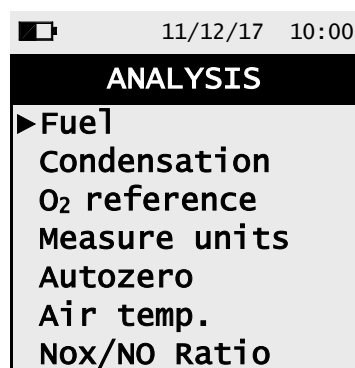 11/12/17 10:00
ANALYSIS
Fuel
Condensation
O₂ reference
Measure units
Autozero
Air temp.
Nox/NO Ratio